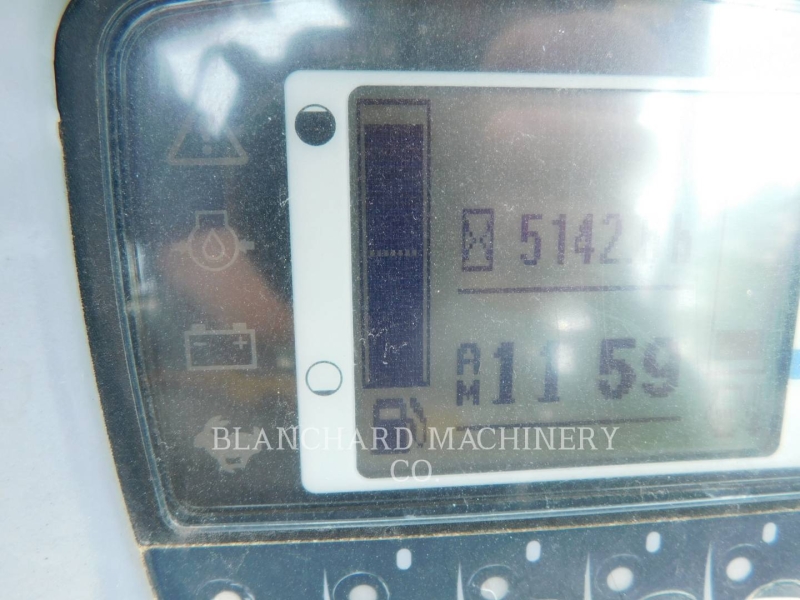 5142
AM 11 59
BLANCHARD MACHINERY
CO.